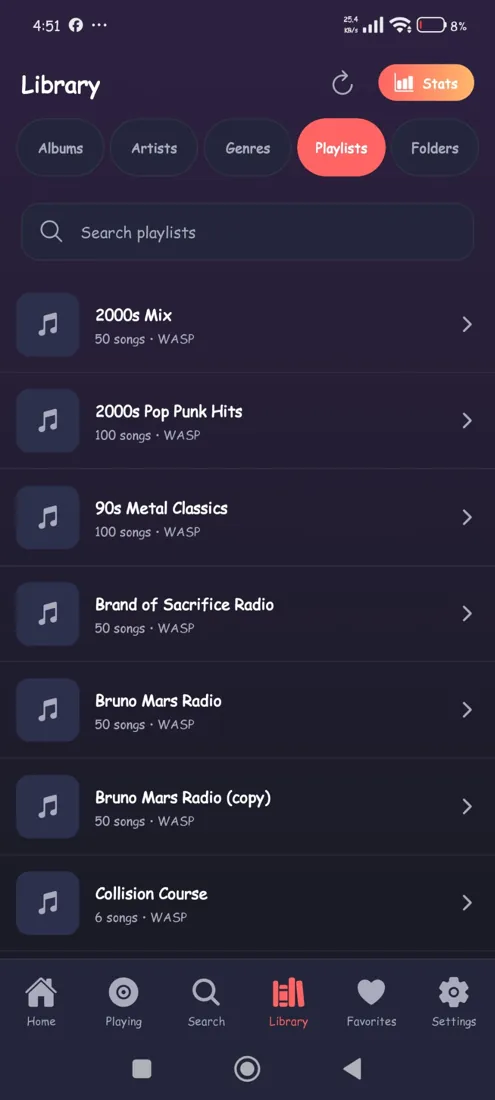 4:51
25.4
KB/s
8%
Library
Stats
Albums
Artists
Genres
Playlists
Folders
Search playlists
2000s Mix
50 songs • WASP
2000s Pop Punk Hits
100 songs • WASP
90s Metal Classics
100 songs • WASP
Brand of Sacrifice Radio
50 songs • WASP
Bruno Mars Radio
50 songs • WASP
Bruno Mars Radio (copy)
50 songs • WASP
Collision Course
6 songs • WASP
Home
Playing
Search
Library
Favorites
Settings